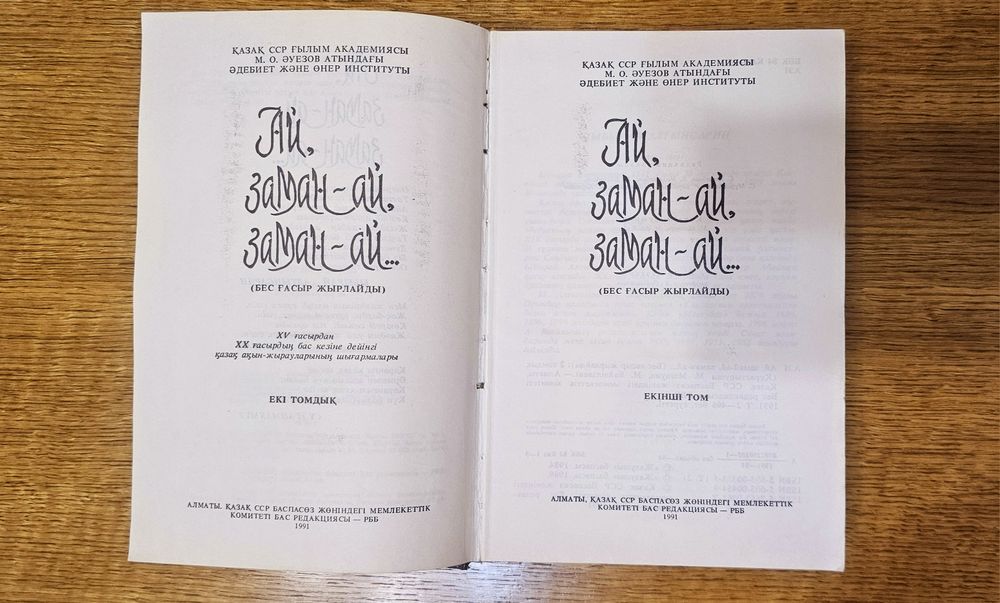 ҚАЗАҚ ССР ҒЫЛЫМ АКАДЕМИЯСЫ
М. О. ӘУЕЗОВ АТЫНДАҒЫ
ӘДЕБИЕТ ЖӘНЕ ӨНЕР ИНСТИТУТЫ
Ай,
заман-ай,
заман-ай...
(БЕС ҒАСЫР ЖЫРЛАЙДЫ)
XV ғасырдан
XX ғасырдың бас кезіне дейінгі
қазақ ақын-жырауларының шығармалары
ЕКІ ТОМДЫҚ
АЛМАТЫ. ҚАЗАҚ ССР БАСПАСӨЗ ЖӨНІНДЕГІ МЕМЛЕКЕТТІК
КОМИТЕТІ БАС РЕДАКЦИЯСЫ — РББ
1991
ҚАЗАҚ ССР ҒЫЛЫМ АКАДЕМИЯСЫ
М. О. ӘУЕЗОВ АТЫНДАҒЫ
ӘДЕБИЕТ ЖӘНЕ ӨНЕР ИНСТИТУТЫ
Ай,
заман-ай,
заман-ай...
(БЕС ҒАСЫР ЖЫРЛАЙДЫ)
ЕКІНШІ ТОМ
АЛМАТЫ, ҚАЗАҚ ССР БАСПАСӨЗ ЖӨНІНДЕГІ МЕМЛЕКЕТТІК
КОМИТЕТІ БАС РЕДАКЦИЯСЫ — РББ
1991